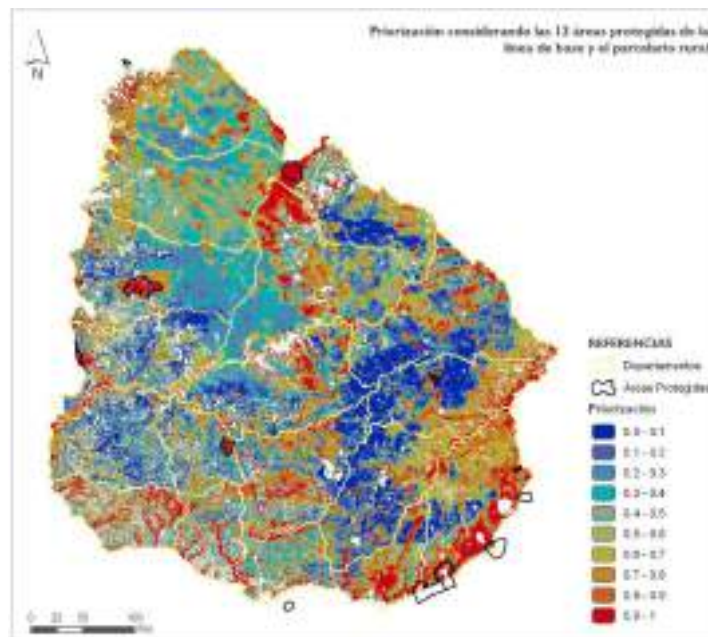 Priorización considerando las 13 áreas protegidas de la
línea de base y el parcelario rural
N
REFERENCIAS
Departamentos
Áreas Protegidas
Priorización
0.0 - 0.1
0.1 - 0.2
0.2 - 0.3
0.3 - 0.4
0.4 - 0.5
0.5 - 0.6
0.6 - 0.7
0.7 - 0.8
0.8 - 0.9
0.9 - 1
0